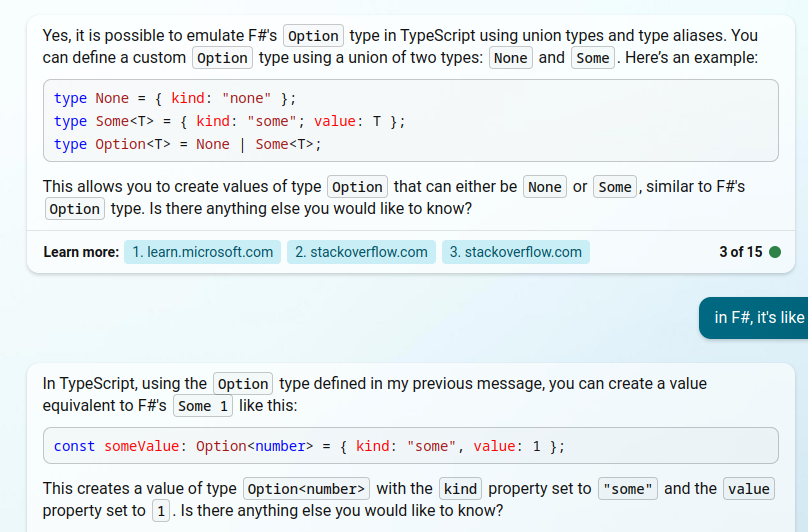 Yes, it is possible to emulate F#'s Option type in TypeScript using union types and type aliases. You
can define a custom Option type using a union of two types: None and Some. Here’s an example:
type None = { kind: "none" };
type Some<T> = { kind: "some"; value: T };
type Option<T> = None | Some<T>;
This allows you to create values of type Option that can either be None or Some, similar to F#'s
Option type. Is there anything else you would like to know?
Learn more: 1. learn.microsoft.com 2. stackoverflow.com 3. stackoverflow.com 3 of 15
in F#, it's like
In TypeScript, using the Option type defined in my previous message, you can create a value
equivalent to F#'s Some 1 like this:
const someValue: Option<number> = { kind: "some", value: 1 };
This creates a value of type Option<number> with the kind property set to "some" and the value
property set to 1. Is there anything else you would like to know?